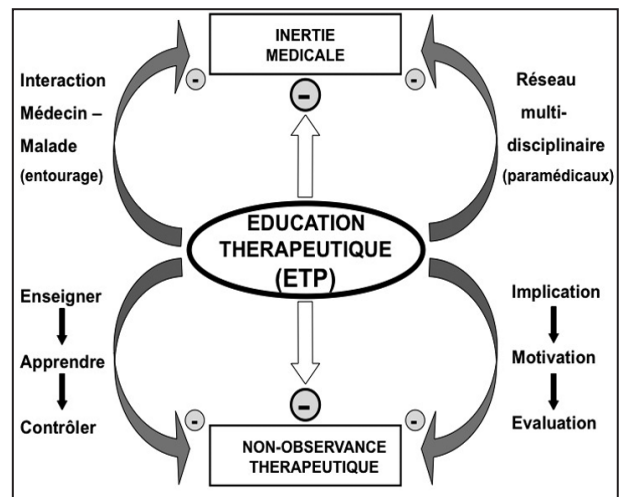 INERTIE
MEDICALE
-
-
-
Interaction
Médecin –
Malade
(entourage)
Réseau
multi-
disciplinaire
(paramédicaux)
EDUCATION
THERAPEUTIQUE
(ETP)
Enseigner
Apprendre
Contrôler
Implication
Motivation
Evaluation
-
-
-
NON-OBSERVANCE
THERAPEUTIQUE